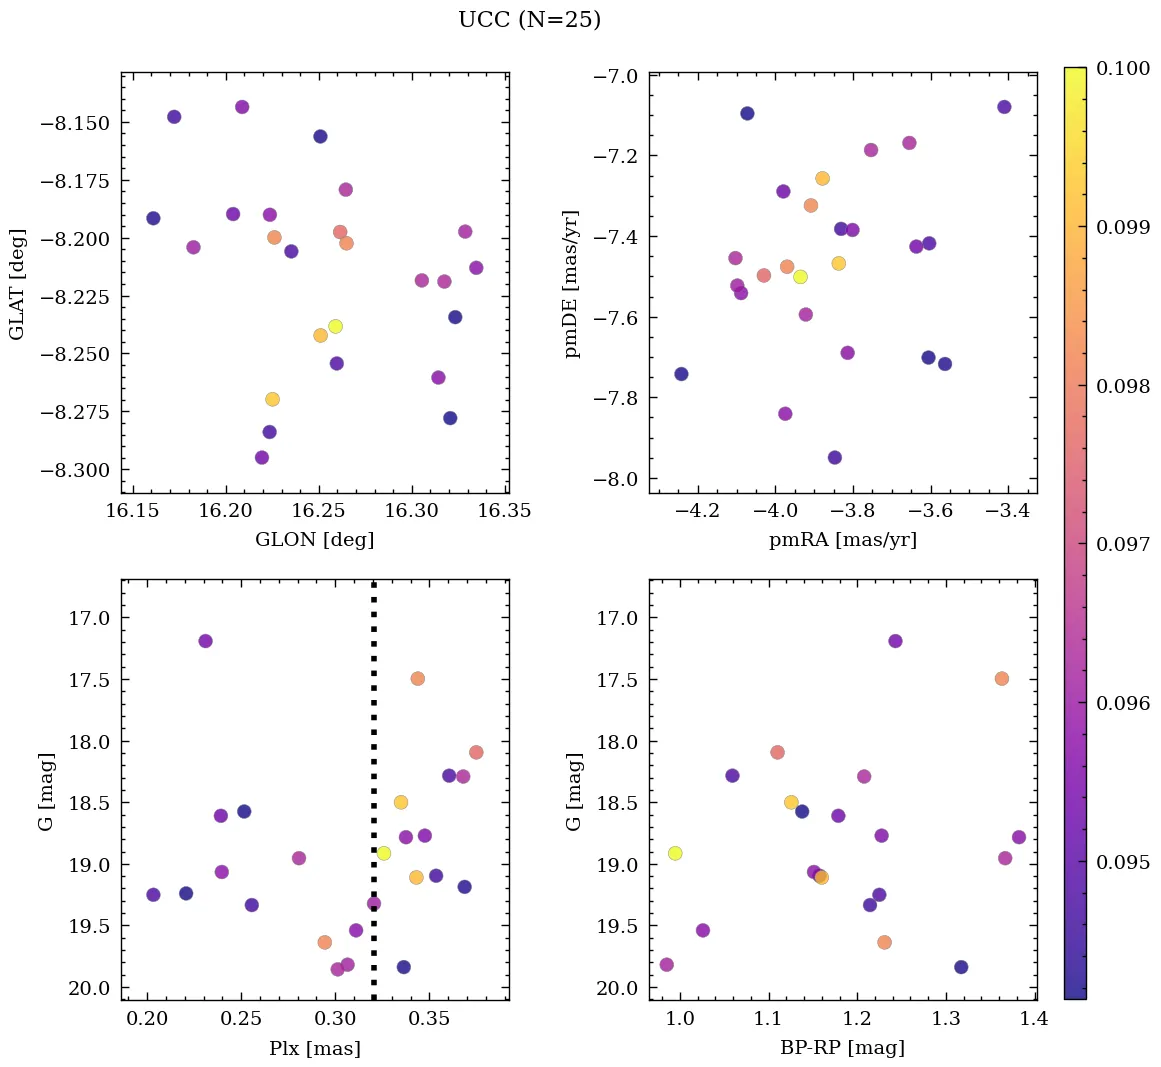 UCC (N=25)
−8.150
−8.175
−8.200
−8.225
−8.250
−8.275
−8.300
GLAT [deg]
16.15 16.20 16.25 16.30 16.35
GLON [deg]
−7.0
−7.2
−7.4
−7.6
−7.8
−8.0
pmDE [mas/yr]
−4.2 −4.0 −3.8 −3.6 −3.4
pmRA [mas/yr]
17.0
17.5
18.0
18.5
19.0
19.5
20.0
G [mag]
0.20 0.25 0.30 0.35
Plx [mas]
17.0
17.5
18.0
18.5
19.0
19.5
20.0
G [mag]
1.0 1.1 1.2 1.3 1.4
BP-RP [mag]
0.100
0.099
0.098
0.097
0.096
0.095